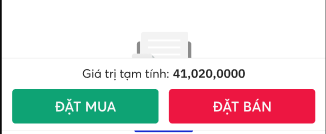 Giá trị tạm tính: 41,020,0000
ĐẶT MUA ĐẶT BÁN